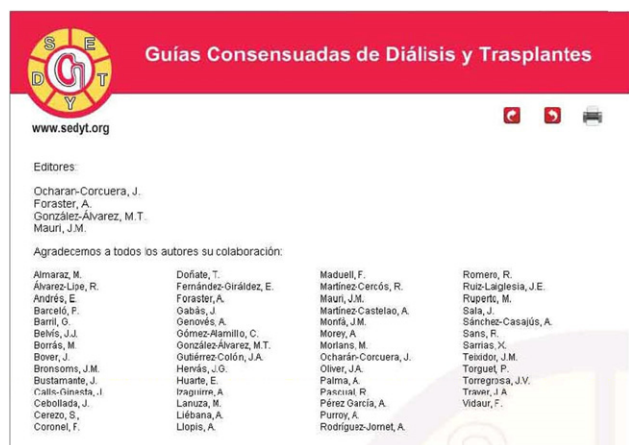 S E D T Y
Guías Consensuadas de Diálisis y Trasplantes
www.sedyt.org
Editores:
Ocharan-Corcuera, J.
Foraster, A.
González-Álvarez, M.T.
Mauri, J.M.
Agradecemos a todos los autores su colaboración:
Almaraz, M.
Álvarez-Lipe, R.
Andrés, E.
Barceló, P.
Barril, G.
Belvís, J.J.
Borrás, M.
Bover, J.
Bronsoms, J.M.
Bustamante, J.
Calls-Ginesta, J.
Cebollada, J.
Cerezo, S,
Coronel, F.
Doñate, T.
Fernández-Giráldez, E.
Foraster, A.
Gabás, J.
Genovés, A.
Gómez-Alamillo, C.
González-Álvarez, M.T.
Gutiérrez-Colón, J.A.
Hervás, J.G.
Huarte, E.
Izaguirre, A.
Lanuza, M.
Liébana, A.
Llopis, A.
Maduell, F.
Martínez-Cercós, R.
Mauri, J.M.
Martínez-Castelao, A.
Monfá, J.M.
Morey, A.
Morlans, M.
Ocharán-Corcuera, J.
Oliver, J.A.
Palma, A.
Pascual, R.
Pérez García, A.
Purroy, A.
Rodríguez-Jornet, A.
Romero, R.
Ruiz-Laiglesia, J.E.
Ruperto, M.
Sala, J.
Sánchez-Casajús, A.
Sans, R.
Sarrias, X.
Teixidor, J.M.
Torguet, P.
Torregrosa, J.V.
Traver, J.A.
Vidaur, F.